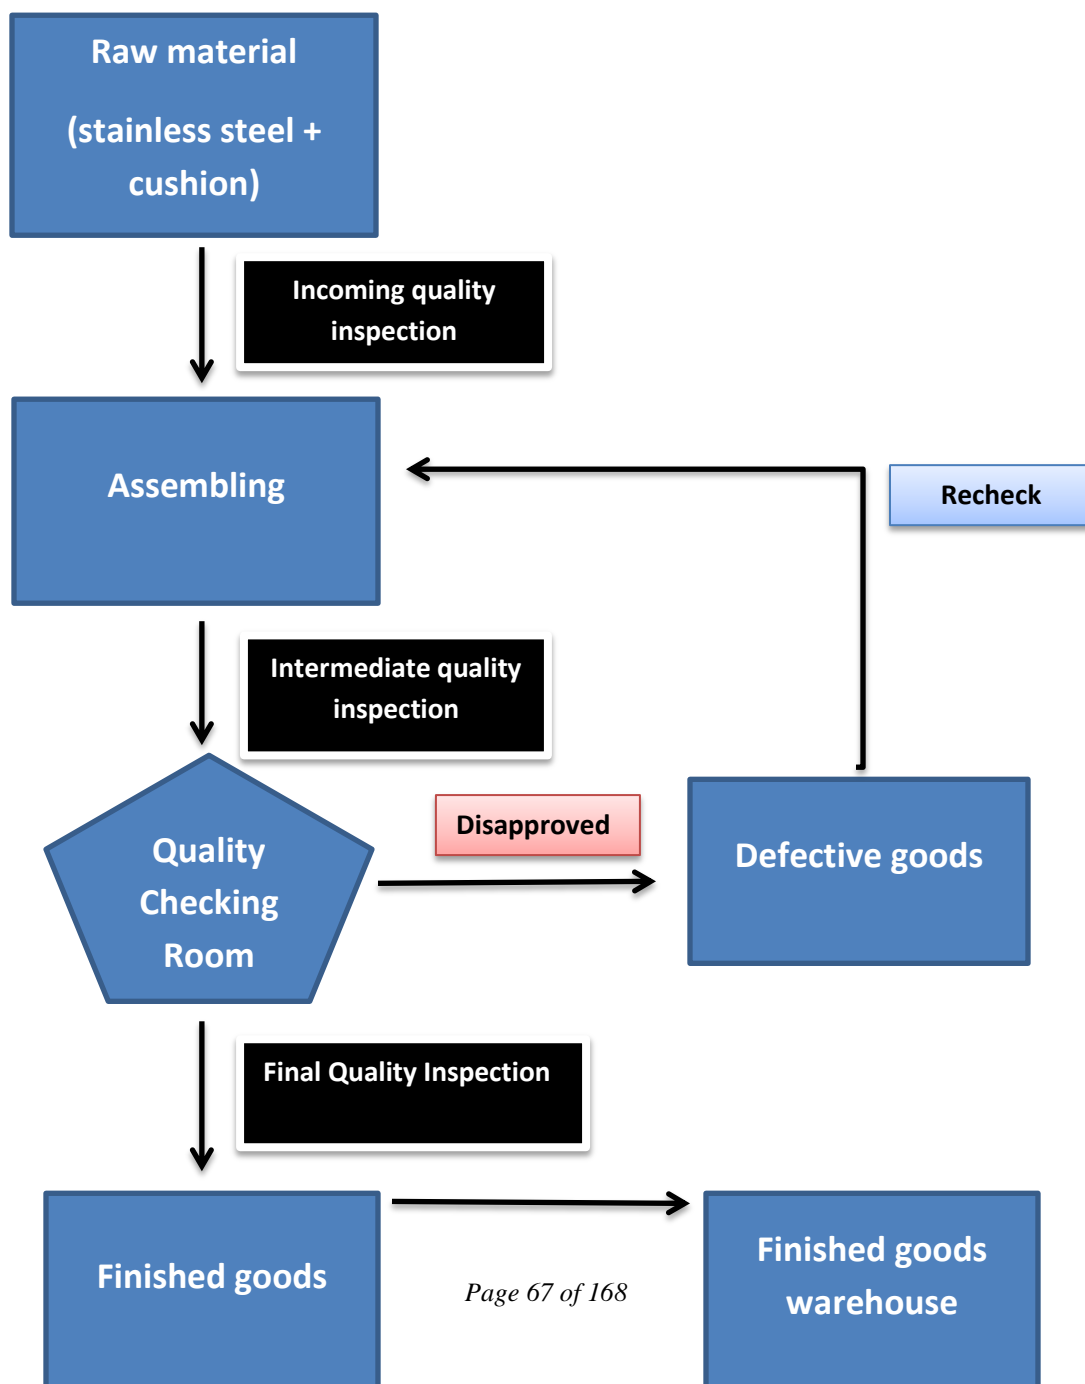 Raw material
(stainless steel +
cushion)
Incoming quality
inspection
Assembling
Recheck
Intermediate quality
inspection
Disapproved
Defective goods
Quality
Checking
Room
Final Quality Inspection
Finished goods
Finished goods
warehouse
Page 67 of 168